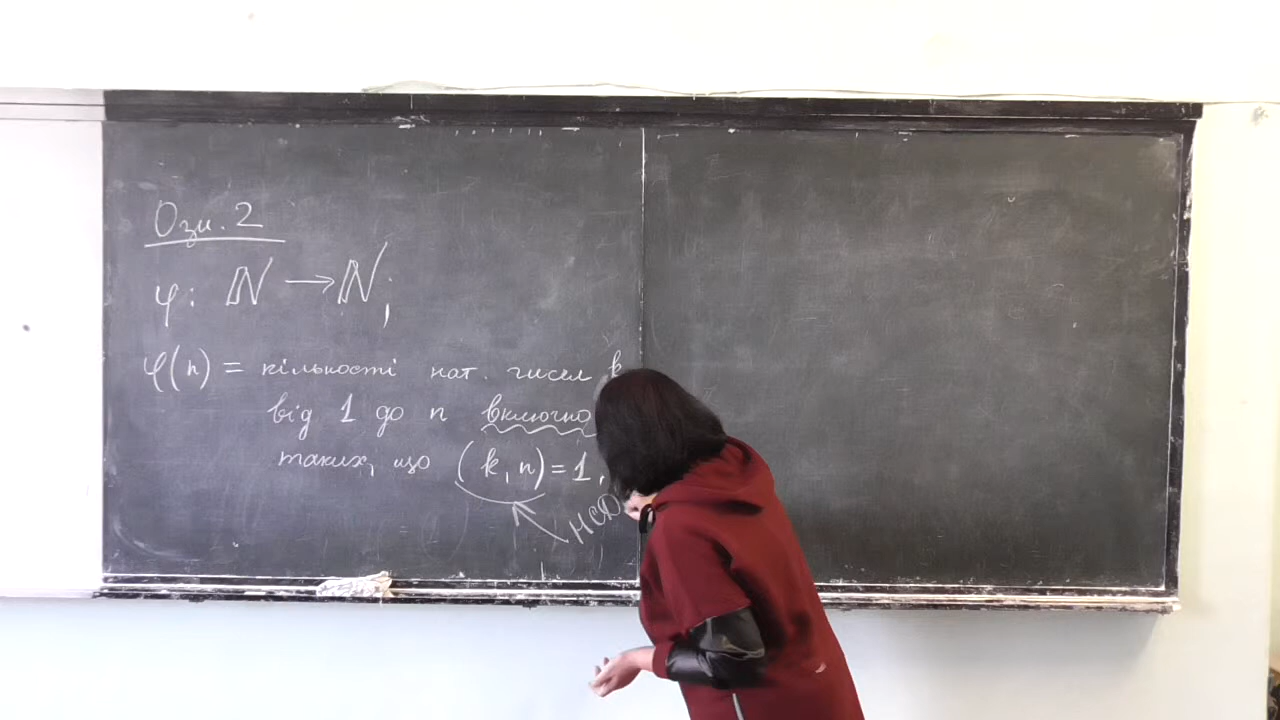 Озн. 2
φ: ℕ → ℕ;
φ(n) = кількості нат. чисел k
від 1 до n включно
таких, що (k, n) = 1,
НСД